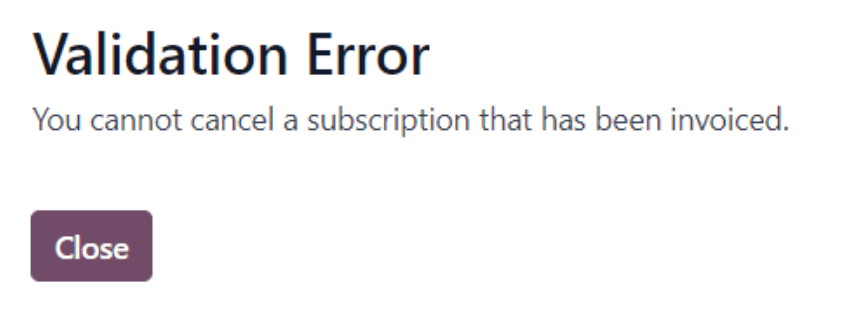 Validation Error
You cannot cancel a subscription that has been invoiced.
Close